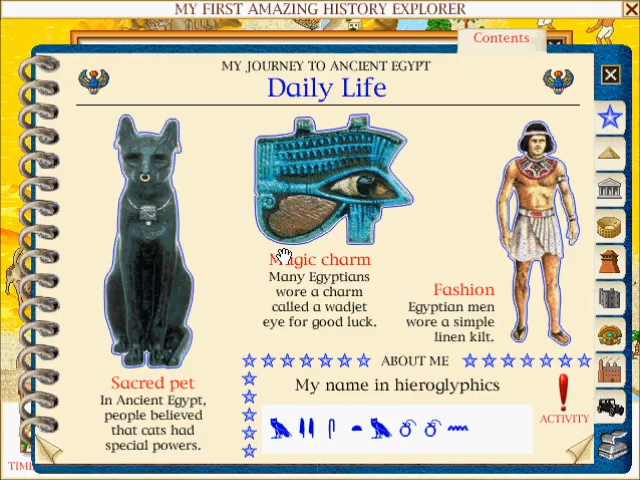 MY FIRST AMAZING HISTORY EXPLORER
Contents
MY JOURNEY TO ANCIENT EGYPT
Daily Life
Magic charm
Many Egyptians
wore a charm
called a wadjet
eye for good luck.
Fashion
Egyptian men
wore a simple
linen kilt.
Sacred pet
In Ancient Egypt,
people believed
that cats had
special powers.
ABOUT ME
My name in hieroglyphics
𓅓𓇌𓋴𓏏𓅓𓍯𓍯𓈖
ACTIVITY